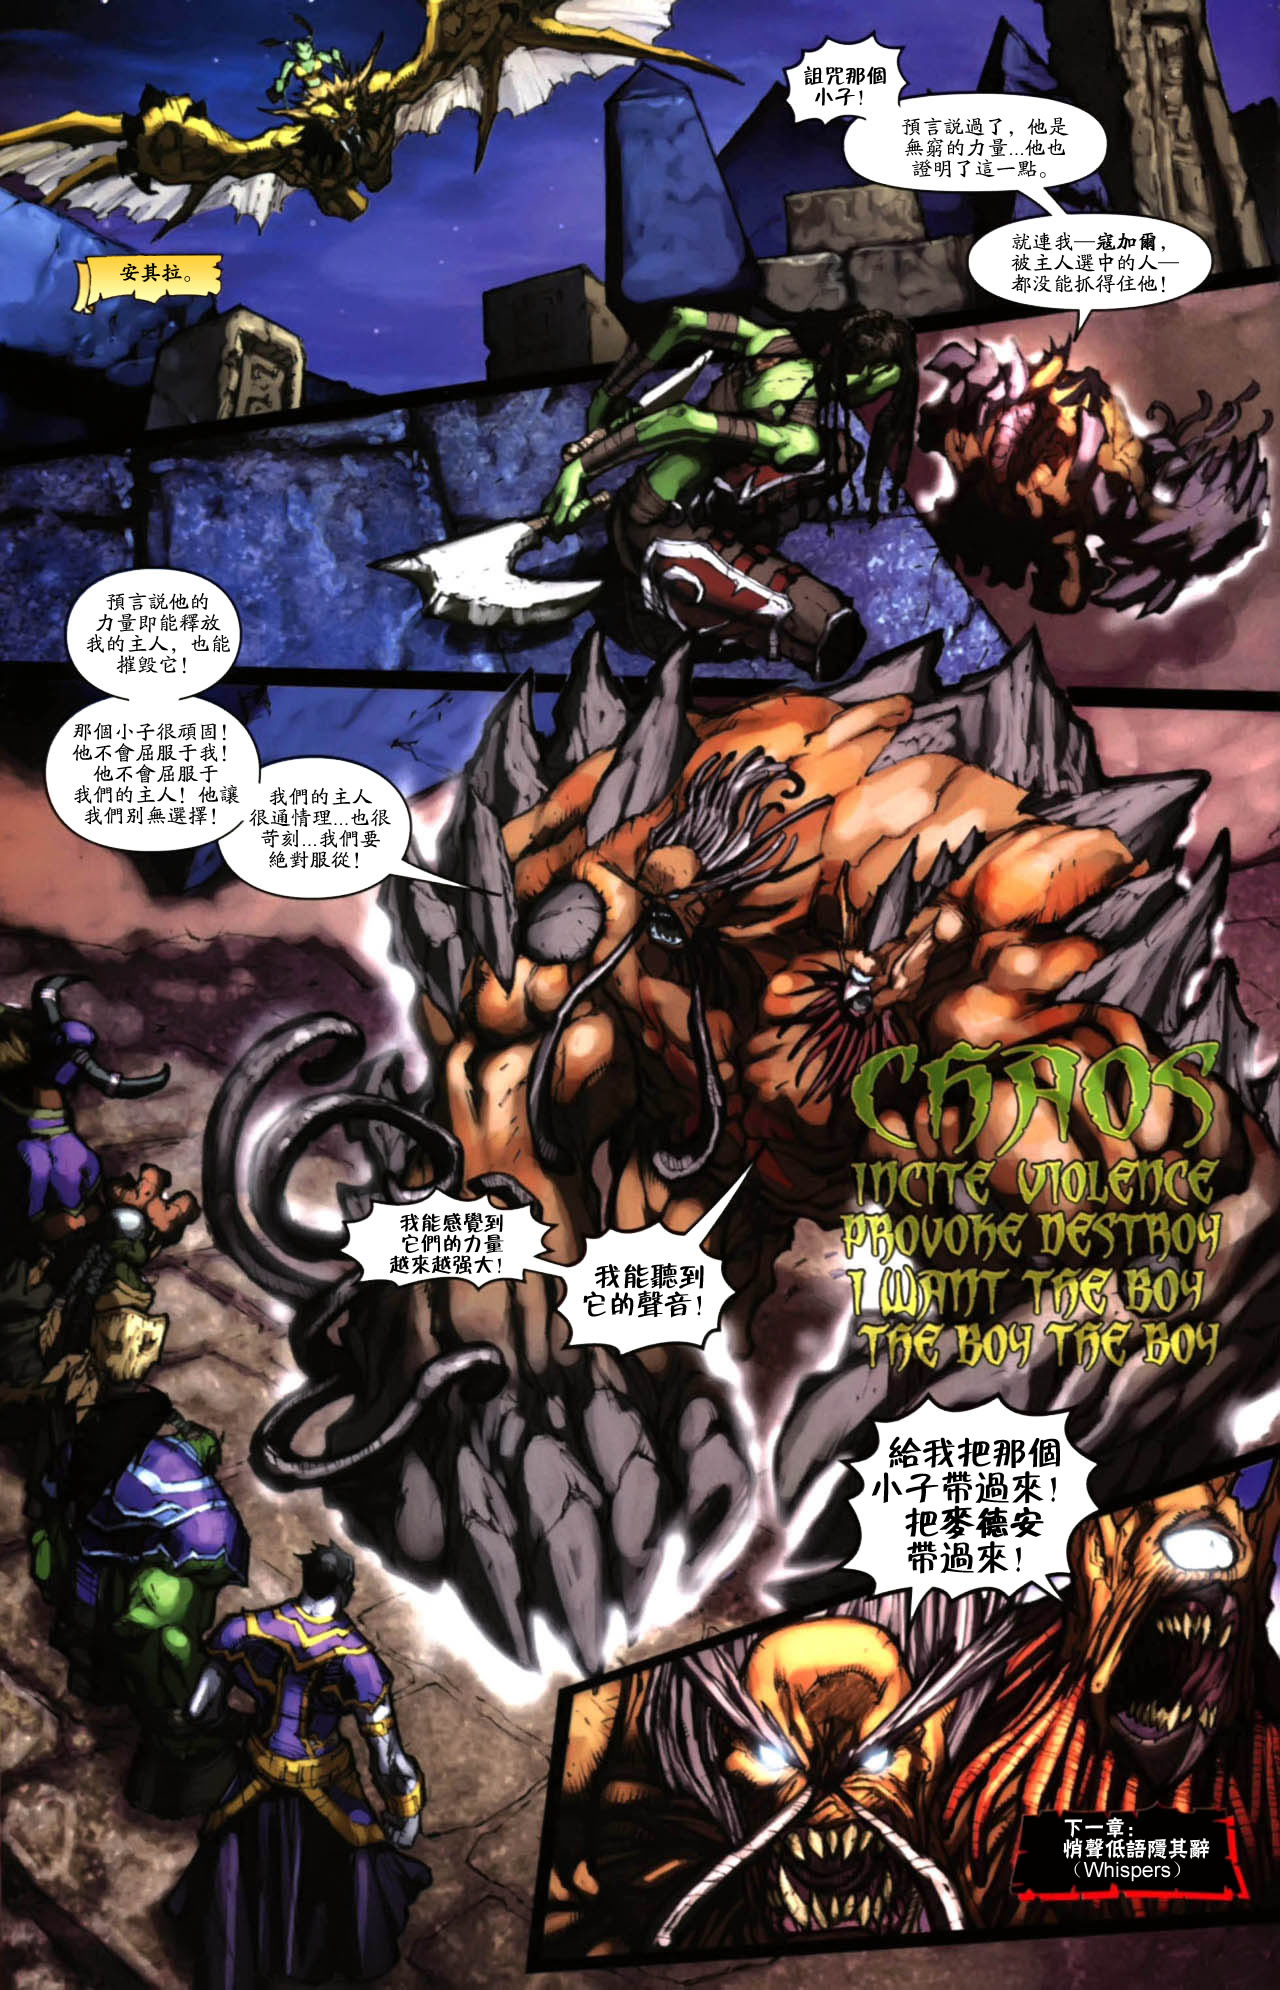 詛咒那個
小子！
預言説過了，他是
無窮的力量...他也
證明了這一點。
安其拉。
就連我—寇加爾，
被主人選中的人—
都没能抓得住他！
預言説他的
力量即能釋放
我的主人，也能
摧毀它！
那個小子很頑固！
他不會屈服于我！
他不會屈服于
我們的主人！他讓
我們别無選擇！
我們的主人
很通情理...也很
苛刻...我們要
絶對服從！
我能感覺到
它們的力量
越來越强大！
我能聽到
它的聲音！
CHAOS
INCITE VIOLENCE
PROVOKE DESTROY
I WANT THE BOY
THE BOY THE BOY
給我把那個
小子帶過來！
把麥德安
帶過來！
下一章：
悄聲低語隱其辭
（Whispers）